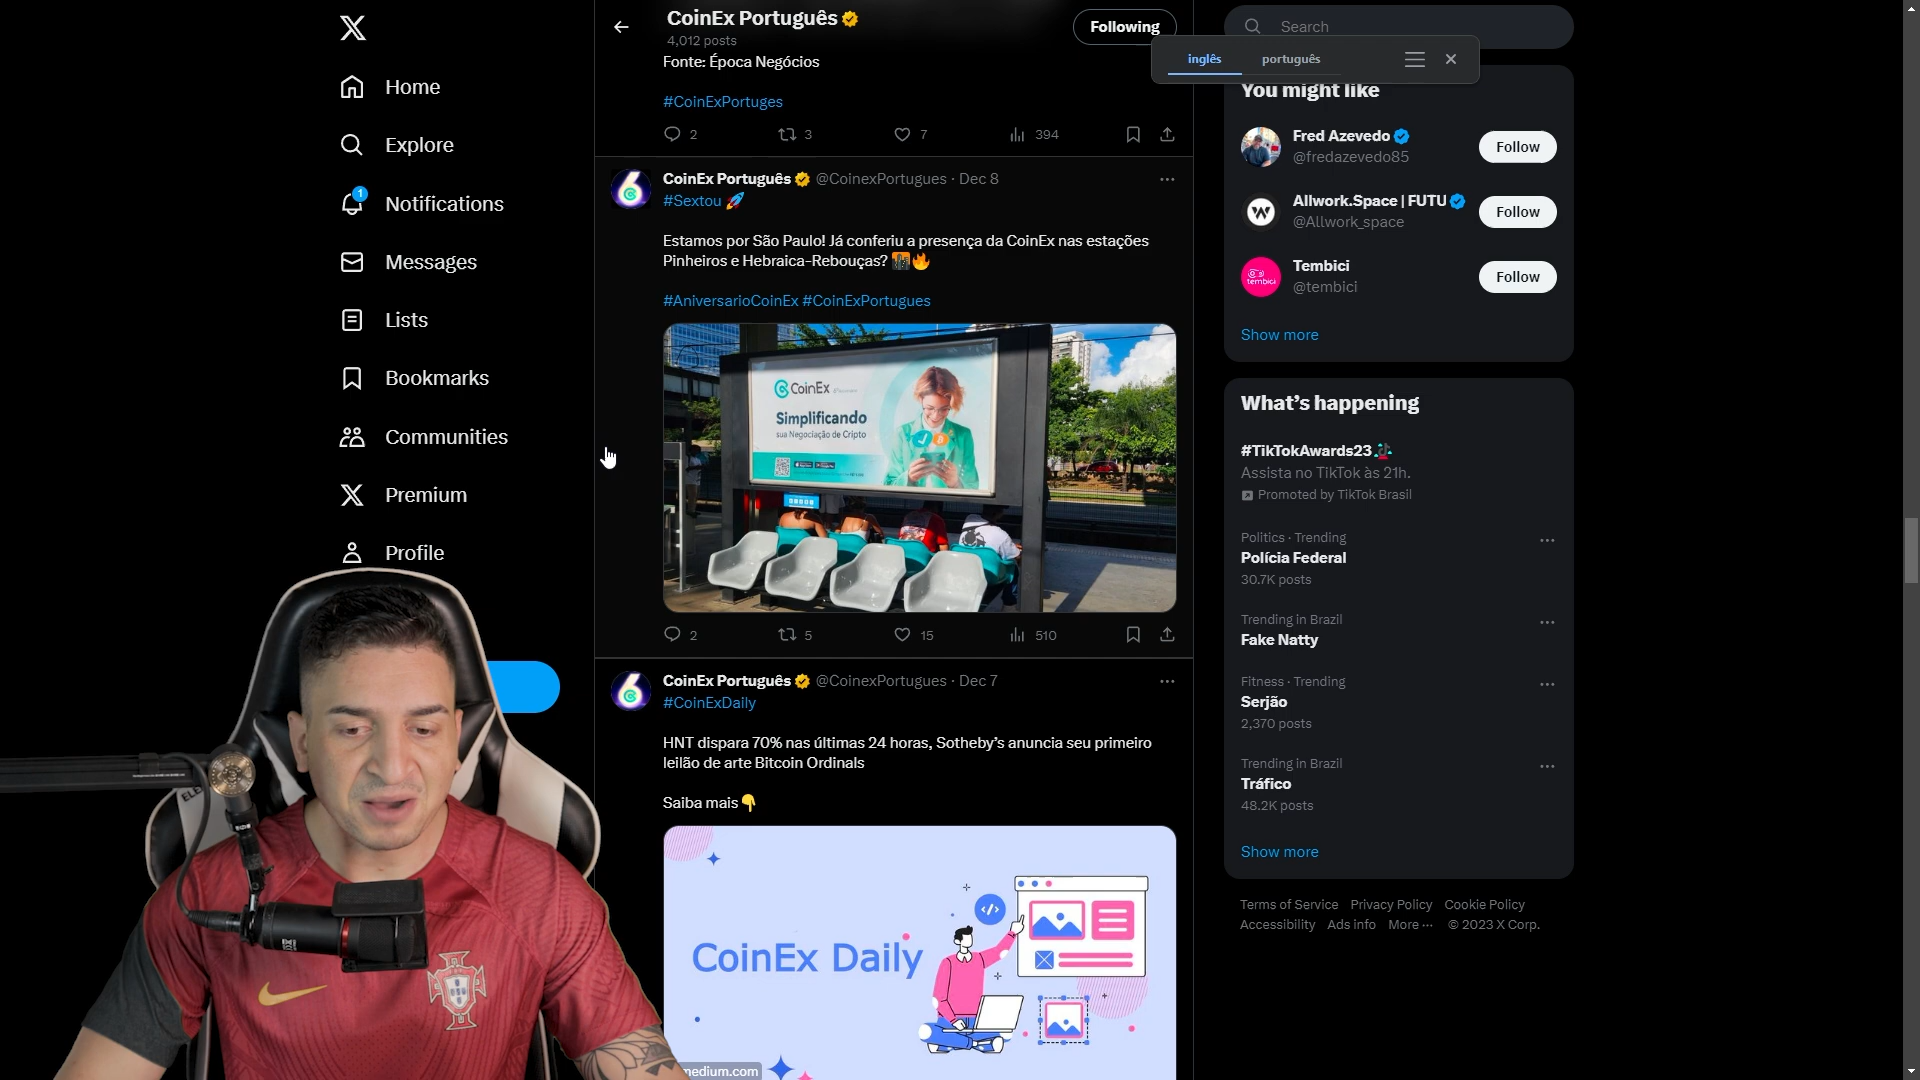 Home
Explore
1
Notifications
Messages
Lists
Bookmarks
Communities
Premium
Profile
CoinEx Português
4,012 posts
Following
Fonte: Época Negócios
#CoinExPortuges
2 3 7 394
CoinEx Português @CoinexPortugues · Dec 8
#Sextou 🚀
Estamos por São Paulo! Já conferiu a presença da CoinEx nas estações
Pinheiros e Hebraica-Rebouças?
#AniversarioCoinEx #CoinExPortugues
CoinEx
Simplificando
sua Negociação de Cripto
2 5 15 510
CoinEx Português @CoinexPortugues · Dec 7
#CoinExDaily
HNT dispara 70% nas últimas 24 horas, Sotheby's anuncia seu primeiro
leilão de arte Bitcoin Ordinals
Saiba mais👇
CoinEx Daily
medium.com
Search
inglês português
You might like
Fred Azevedo
@fredazevedo85
Follow
Allwork.Space | FUTU
@Allwork_space
Follow
tembici
Tembici
@tembici
Follow
Show more
What's happening
#TikTokAwards23
Assista no TikTok às 21h.
Promoted by TikTok Brasil
Politics · Trending
Polícia Federal
30.7K posts
Trending in Brazil
Fake Natty
Fitness · Trending
Serjão
2,370 posts
Trending in Brazil
Tráfico
48.2K posts
Show more
Terms of Service Privacy Policy Cookie Policy
Accessibility Ads info More ··· © 2023 X Corp.